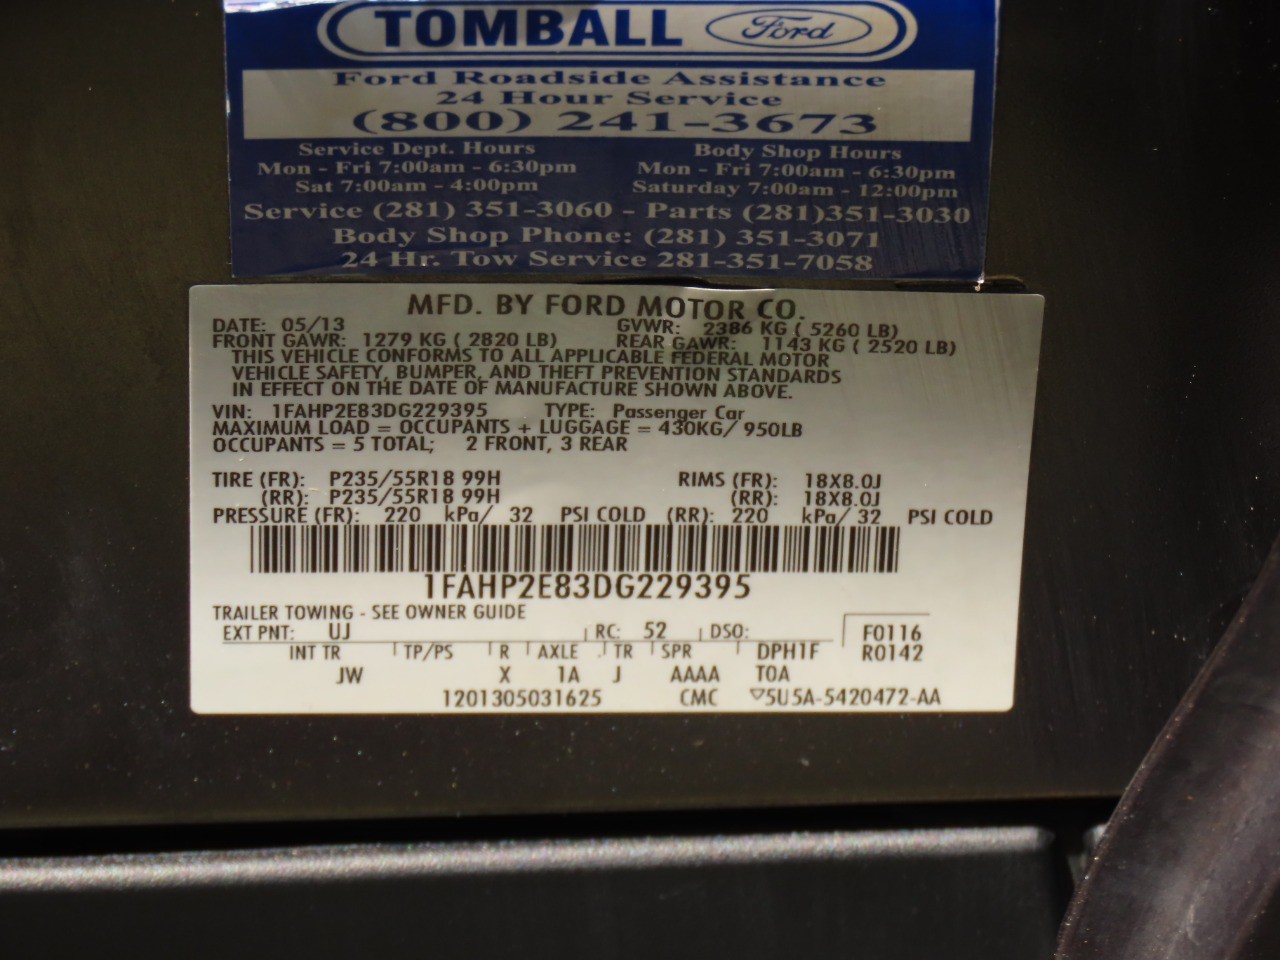 TOMBALL Ford
Ford Roadside Assistance
24 Hour Service
(800) 241-3673
Service Dept. Hours
Mon - Fri 7:00am - 6:30pm
Sat 7:00am - 4:00pm
Body Shop Hours
Mon - Fri 7:00am - 6:30pm
Saturday 7:00am - 12:00pm
Service (281) 351-3060 - Parts (281)351-3030
Body Shop Phone: (281) 351-3071
24 Hr. Tow Service 281-351-7058
MFD. BY FORD MOTOR CO.
DATE: 05/13 GVWR: 2386 KG ( 5260 LB)
FRONT GAWR: 1279 KG ( 2820 LB) REAR GAWR: 1143 KG ( 2520 LB)
THIS VEHICLE CONFORMS TO ALL APPLICABLE FEDERAL MOTOR
VEHICLE SAFETY, BUMPER, AND THEFT PREVENTION STANDARDS
IN EFFECT ON THE DATE OF MANUFACTURE SHOWN ABOVE.
VIN: 1FAHP2E83DG229395 TYPE: Passenger Car
MAXIMUM LOAD = OCCUPANTS + LUGGAGE = 430KG/ 950LB
OCCUPANTS = 5 TOTAL; 2 FRONT, 3 REAR
TIRE (FR): P235/55R18 99H RIMS (FR): 18X8.0J
(RR): P235/55R18 99H (RR): 18X8.0J
PRESSURE (FR): 220 kPa/ 32 PSI COLD (RR): 220 kPa/ 32 PSI COLD
1FAHP2E83DG229395
TRAILER TOWING - SEE OWNER GUIDE
EXT PNT: UJ RC: 52 DSO: F0116
INT TR TP/PS R AXLE TR SPR DPH1F R0142
JW X 1A J AAAA T0A
1201305031625 CMC ▽5U5A-5420472-AA